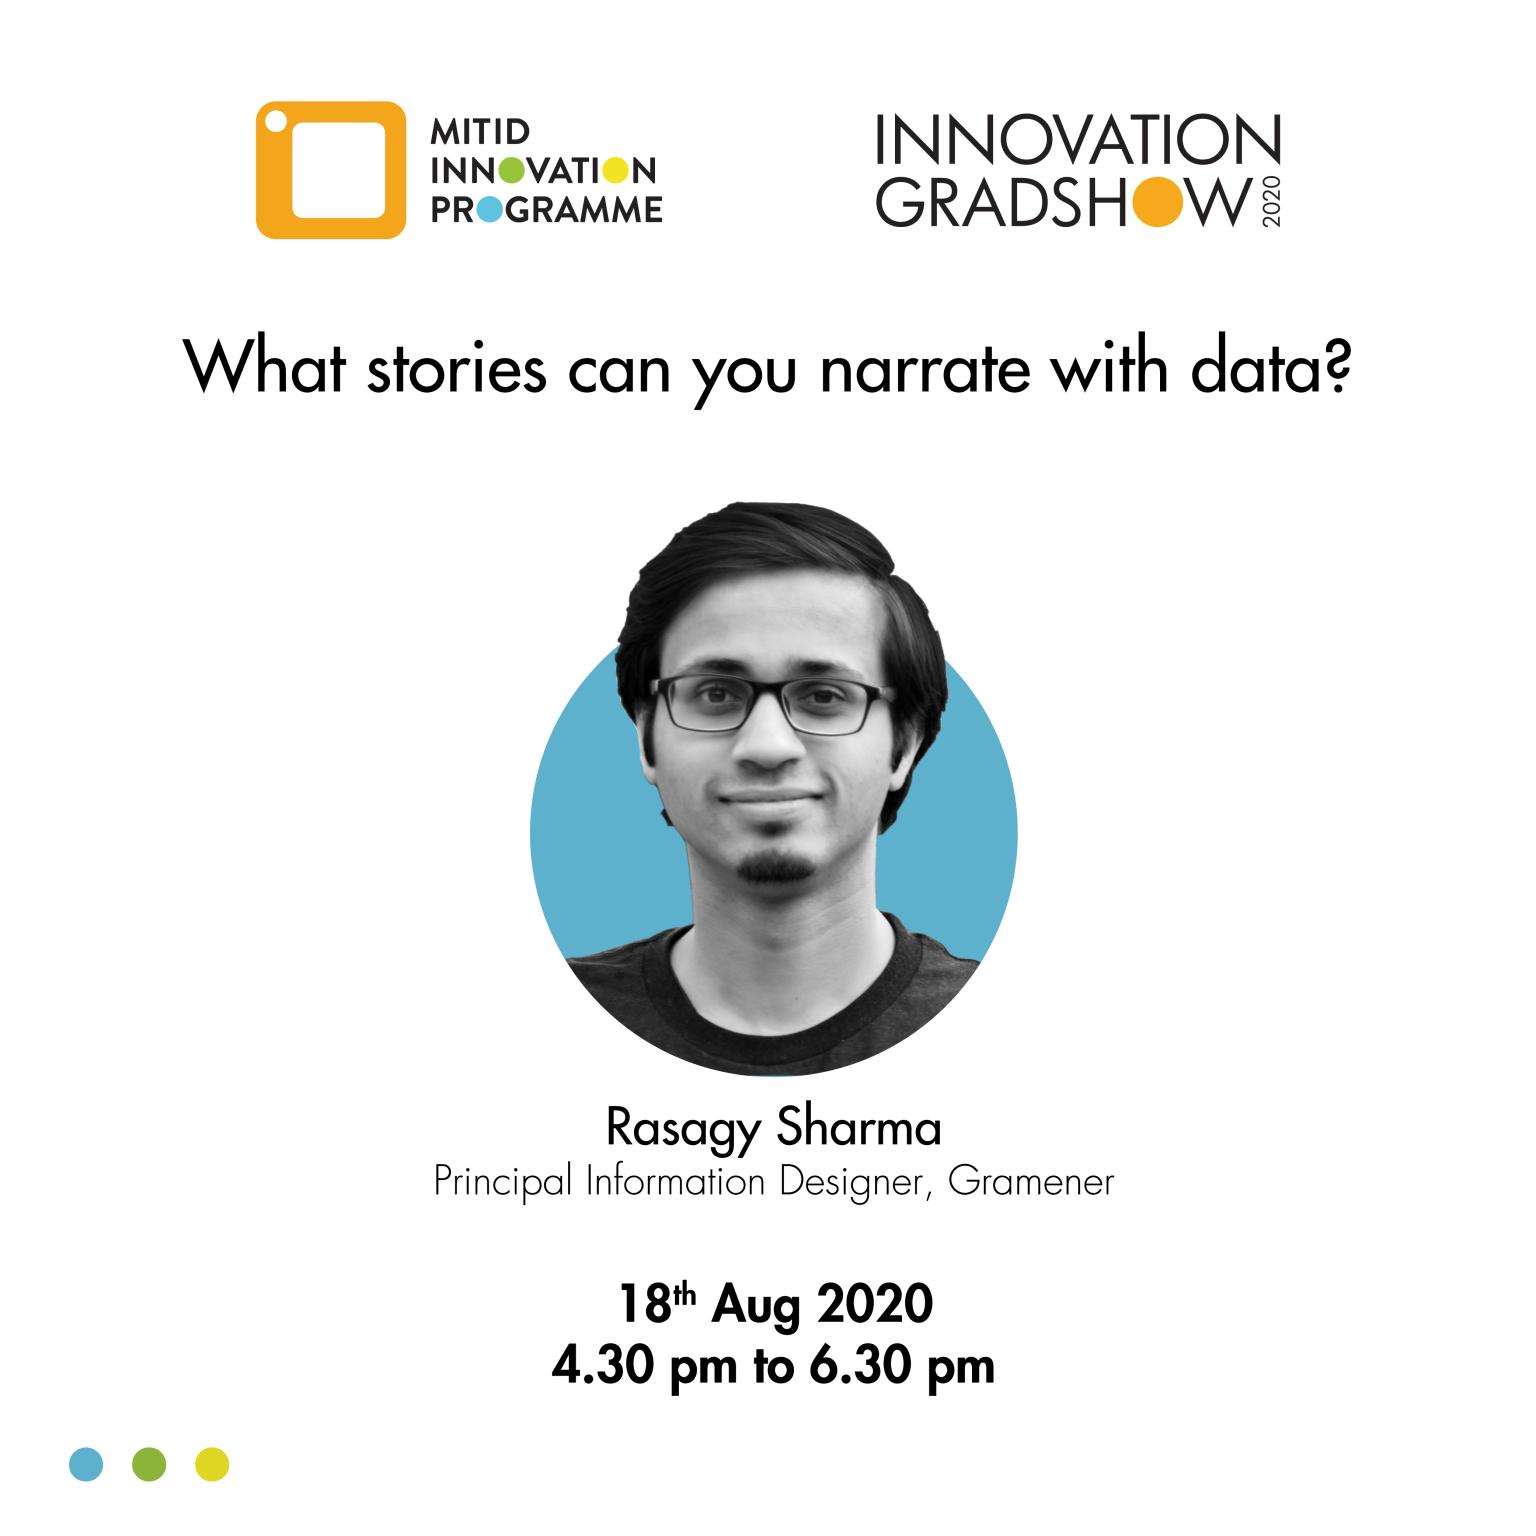 MITID
INNOVATION
PROGRAMME
INNOVATION
GRADSHOW 2020
What stories can you narrate with data?
Rasagy Sharma
Principal Information Designer, Gramener
18th Aug 2020
4.30 pm to 6.30 pm